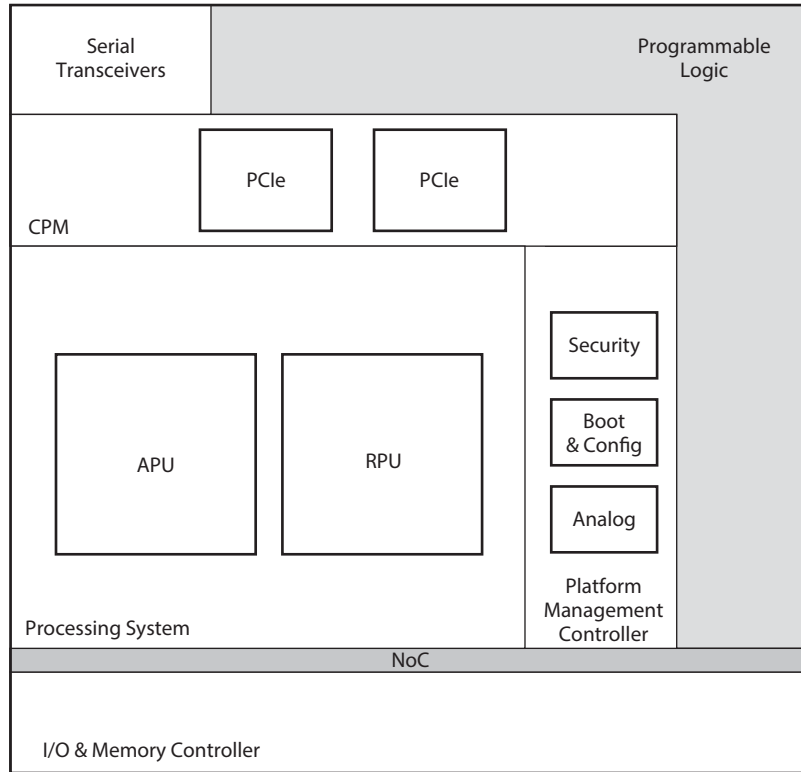 Serial
Transceivers
Programmable
Logic
PCIe
PCIe
CPM
Security
Boot
& Config
APU
RPU
Analog
Platform
Management
Controller
Processing System
NoC
I/O & Memory Controller